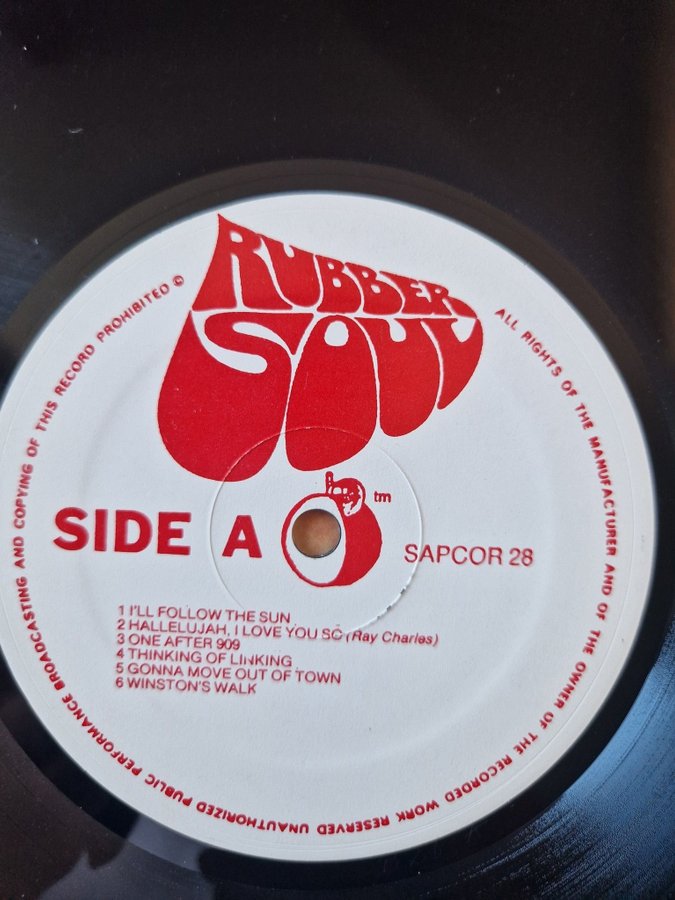 RUBBER
SOUL
tm
SIDE A
SAPCOR 28
1 I'LL FOLLOW THE SUN
2 HALLELUJAH, I LOVE YOU SO (Ray Charles)
3 ONE AFTER 909
4 THINKING OF LINKING
5 GONNA MOVE OUT OF TOWN
6 WINSTON'S WALK
ALL RIGHTS OF THE MANUFACTURER AND OF THE OWNER OF THE RECORDED WORK RESERVED UNAUTHORIZED PUBLIC PERFORMANCE BROADCASTING AND COPYING OF THIS RECORD PROHIBITED ©